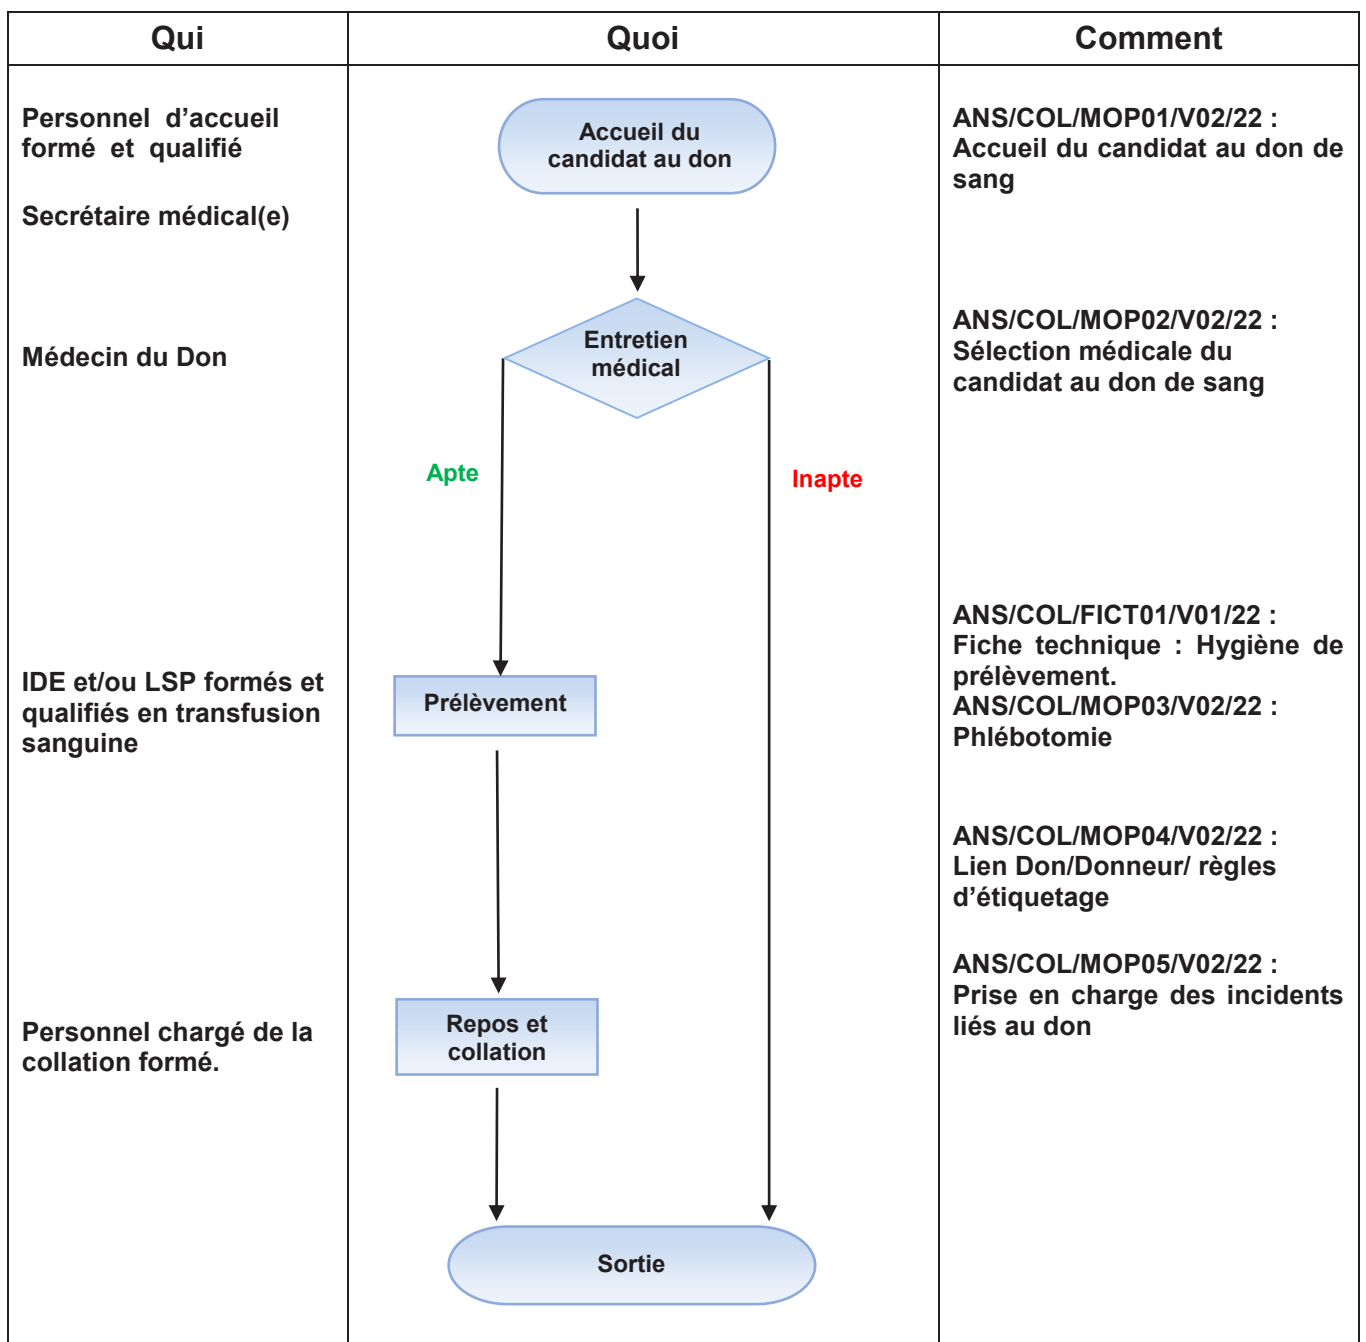 Qui
Quoi
Comment
Personnel d’accueil
formé et qualifié
Secrétaire médical(e)
Accueil du
candidat au don
ANS/COL/MOP01/V02/22 :
Accueil du candidat au don de
sang
Médecin du Don
Entretien
médical
ANS/COL/MOP02/V02/22 :
Sélection médicale du
candidat au don de sang
Apte
Inapte
IDE et/ou LSP formés et
qualifiés en transfusion
sanguine
Prélèvement
ANS/COL/FICT01/V01/22 :
Fiche technique : Hygiène de
prélèvement.
ANS/COL/MOP03/V02/22 :
Phlébotomie
ANS/COL/MOP04/V02/22 :
Lien Don/Donneur/ règles
d’étiquetage
Personnel chargé de la
collation formé.
Repos et
collation
ANS/COL/MOP05/V02/22 :
Prise en charge des incidents
liés au don
Sortie